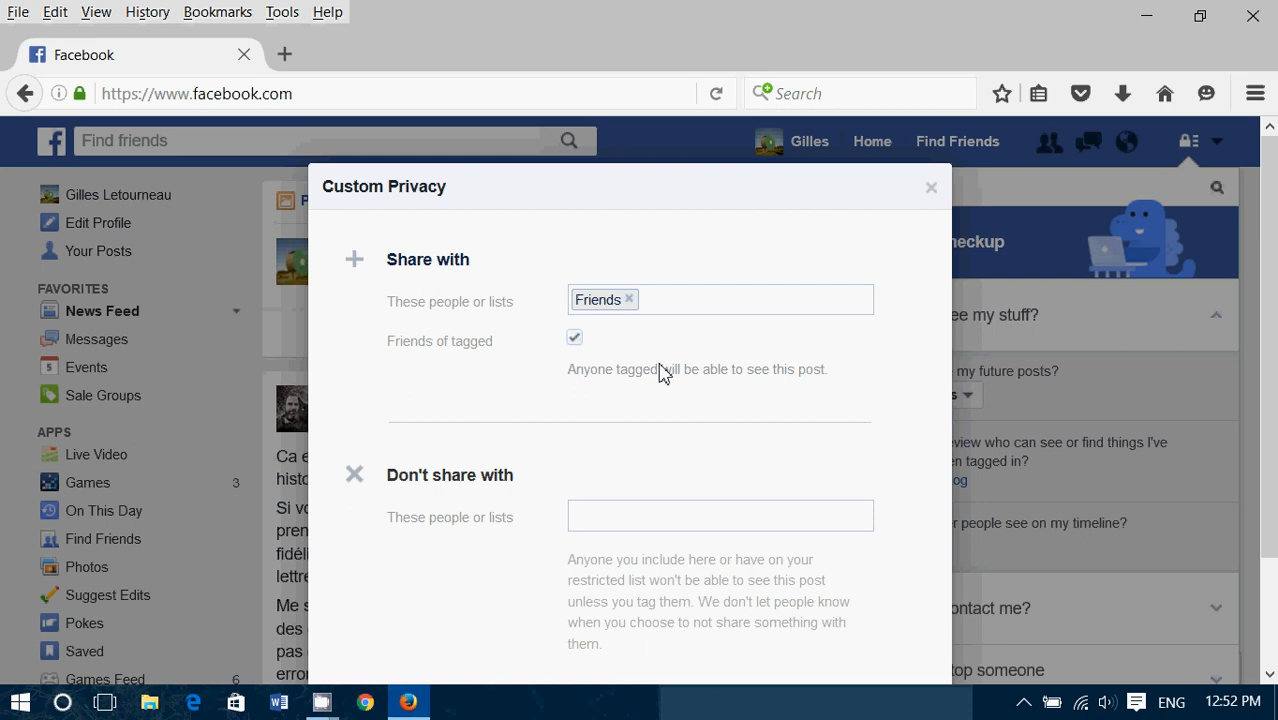 File Edit View History Bookmarks Tools Help
Facebook
https://www.facebook.com
Search
Find friends
Gilles Home Find Friends
Gilles Letourneau
Edit Profile
Your Posts
FAVORITES
News Feed
Messages
Events
Sale Groups
APPS
Live Video
Games 3
On This Day
Find Friends
Photos
Suggest Edits
Pokes
Saved
Games Feed 6
P
Ca e
histo
Si vo
pren
fidéli
lettre
Me s
des
pas
error
Custom Privacy
Share with
These people or lists
Friends
Friends of tagged
Anyone tagged will be able to see this post.
Don't share with
These people or lists
Anyone you include here or have on your
restricted list won't be able to see this post
unless you tag them. We don't let people know
when you choose to not share something with
them.
heckup
ee my stuff?
my future posts?
s
view who can see or find things I've
n tagged in?
og
r people see on my timeline?
ontact me?
top someone
ENG 12:52 PM